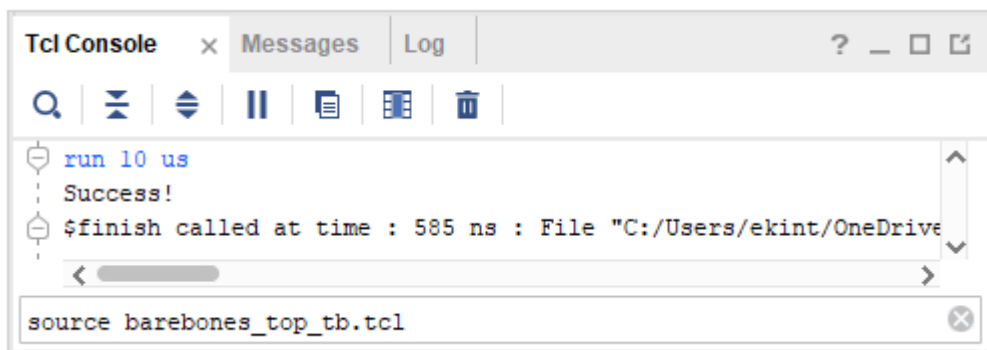 Tcl Console × Messages Log ? _
run 10 us
Success!
$finish called at time : 585 ns : File "C:/Users/ekint/OneDrive
source barebones_top_tb.tcl